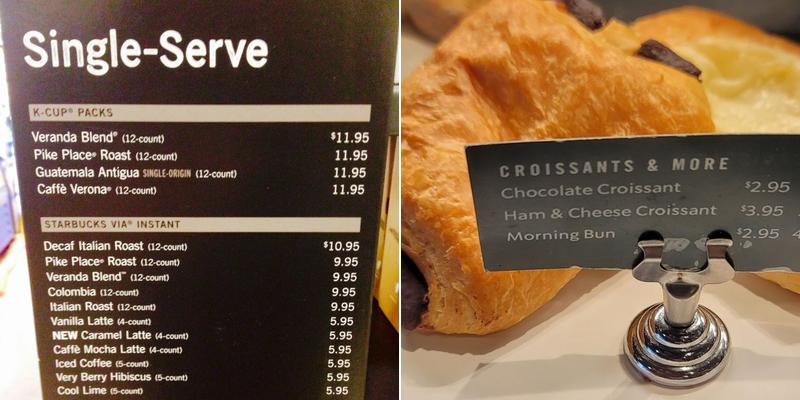 Single-Serve
K-CUP® PACKS
Veranda Blend® (12-count) $11.95
Pike Place® Roast (12-count) 11.95
Guatemala Antigua SINGLE-ORIGIN (12-count) 11.95
Caffè Verona® (12-count) 11.95
STARBUCKS VIA® INSTANT
Decaf Italian Roast (12-count) $10.95
Pike Place® Roast (12-count) 9.95
Veranda Blend™ (12-count) 9.95
Colombia (12-count) 9.95
Italian Roast (12-count) 9.95
Vanilla Latte (4-count) 5.95
NEW Caramel Latte (4-count) 5.95
Caffè Mocha Latte (4-count) 5.95
Iced Coffee (5-count) 5.95
Very Berry Hibiscus (5-count) 5.95
Cool Lime (5-count) 5.95
CROISSANTS & MORE
Chocolate Croissant $2.95
Ham & Cheese Croissant $3.95
Morning Bun $2.95